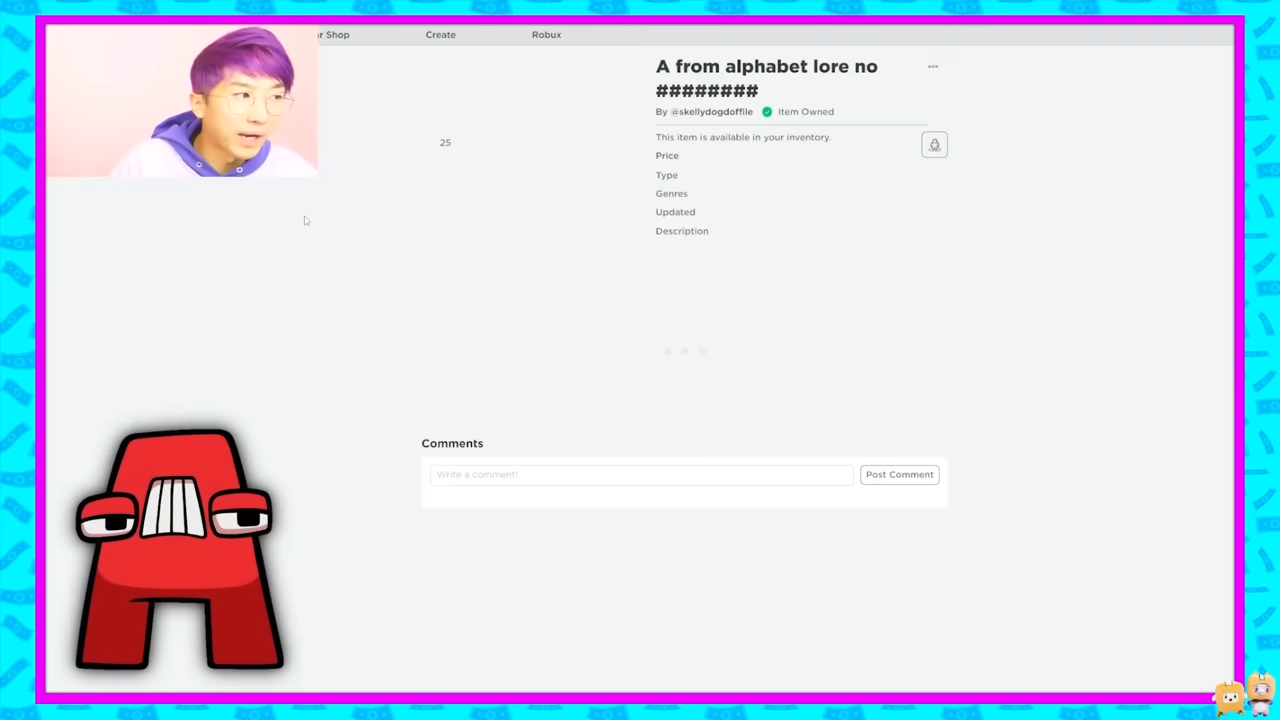 r Shop
Create
Robux
A from alphabet lore no
########
By @skellydogdoffile
Item Owned
25
This item is available in your inventory.
Price
Type
Genres
Updated
Description
Comments
Write a comment!
Post Comment